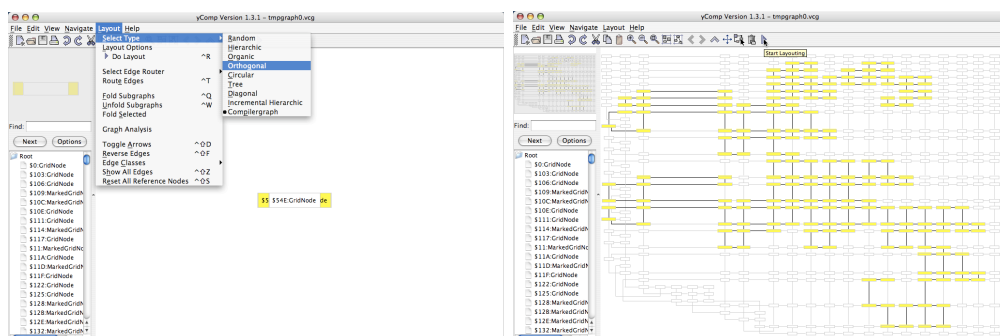 yComp Version 1.3.1 – tmpgraph0.vcg
File Edit View Navigate Layout Help
Select Type
Layout Options
Do Layout ^R
Select Edge Router
Route Edges ^T
Fold Subgraphs ^Q
Unfold Subgraphs ^W
Fold Selected
Graph Analysis
Toggle Arrows ^⇧D
Reverse Edges ^⇧F
Edge Classes
Show All Edges ^⇧Z
Reset All Reference Nodes ^⇧S
Random
Hierarchic
Organic
Orthogonal
Circular
Tree
Diagonal
Incremental Hierarchic
Compilergraph
Find:
Next Options
Root
$0:GridNode
$103:GridNode
$106:GridNode
$109:MarkedGridN
$10C:MarkedGridN
$10E:GridNode
$111:GridNode
$114:MarkedGridN
$117:GridNode
$11:MarkedGridNo
$11A:GridNode
$11D:MarkedGridN
$11F:GridNode
$122:GridNode
$125:GridNode
$128:MarkedGridN
$12B:MarkedGridN
$12E:MarkedGridN
$132:MarkedGridN
$5 $54E:GridNode de
yComp Version 1.3.1 – tmpgraph0.vcg
File Edit View Navigate Layout Help
Start Layouting
Find:
Next Options
Root
$0:GridNode
$103:GridNode
$106:GridNode
$109:MarkedGridN
$10C:MarkedGridN
$10E:GridNode
$111:GridNode
$114:MarkedGridN
$117:GridNode
$11:MarkedGridNo
$11A:GridNode
$11D:MarkedGridN
$11F:GridNode
$122:GridNode
$125:GridNode
$128:MarkedGridN
$12B:MarkedGridN
$12E:MarkedGridN
$132:MarkedGridN